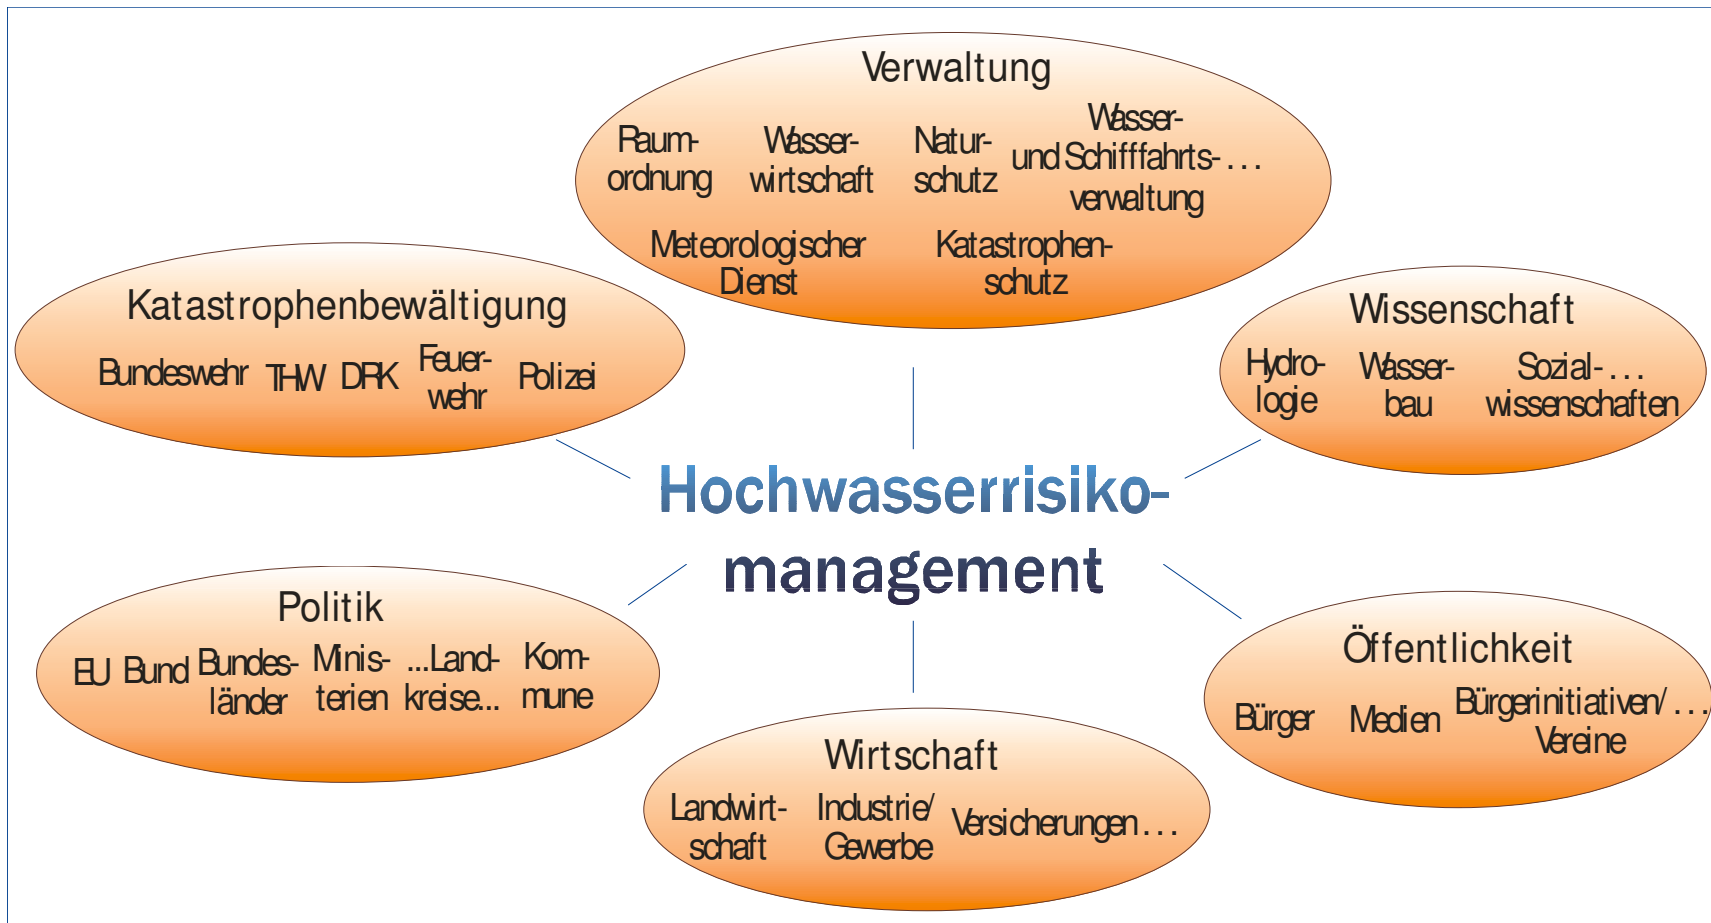 Verwaltung
Raum-
ordnung
Wasser-
wirtschaft
Natur-
schutz
Wasser-
und Schifffahrts- . . .
verwaltung
Meteorologischer
Dienst
Katastrophen-
schutz
Katastrophenbewältigung
Bundeswehr THW DRK
Feuer-
wehr
Polizei
Wissenschaft
Hydro-
logie
Wasser-
bau
Sozial- . . .
wissenschaften
Hochwasserrisiko-
management
Politik
EU Bund
Bundes-
länder
Minis-
terien
...Land-
kreise...
Kom-
mune
Öffentlichkeit
Bürger
Medien
Bürgerinitiativen/ . . .
Vereine
Wirtschaft
Landwirt-
schaft
Industrie/
Gewerbe
Versicherungen . . .